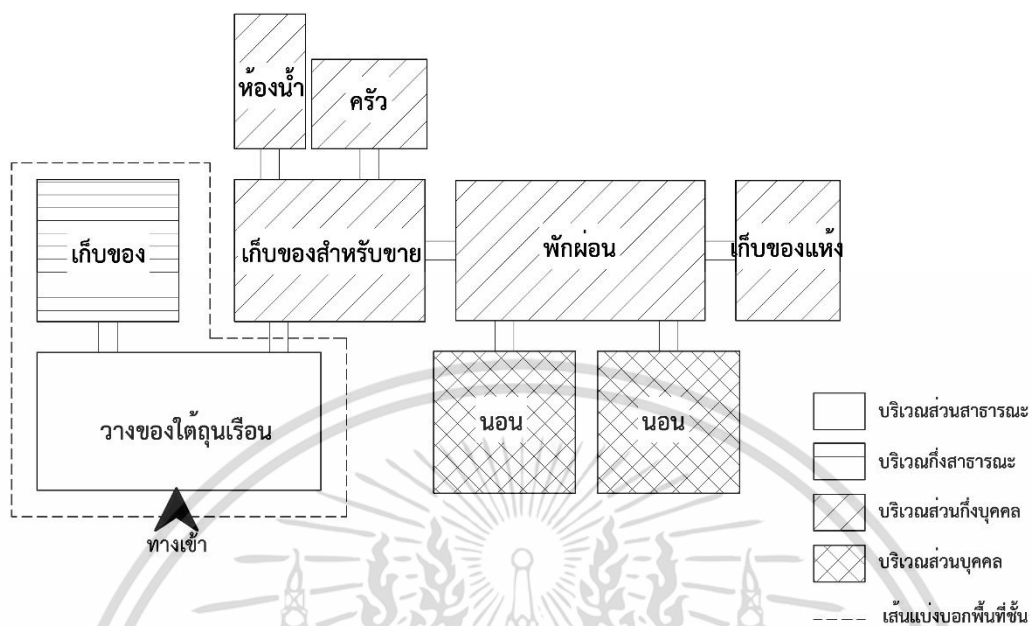 ห้องน้ำ
ครัว
เก็บของ
เก็บของสำหรับขาย
พักผ่อน
เก็บของแห้ง
วางของใต้ถุนเรือน
นอน
นอน
ทางเข้า
บริเวณส่วนสาธารณะ
บริเวณกึ่งสาธารณะ
บริเวณส่วนกึ่งบุคคล
บริเวณส่วนบุคคล
เส้นแบ่งบอกพื้นที่ชั้น